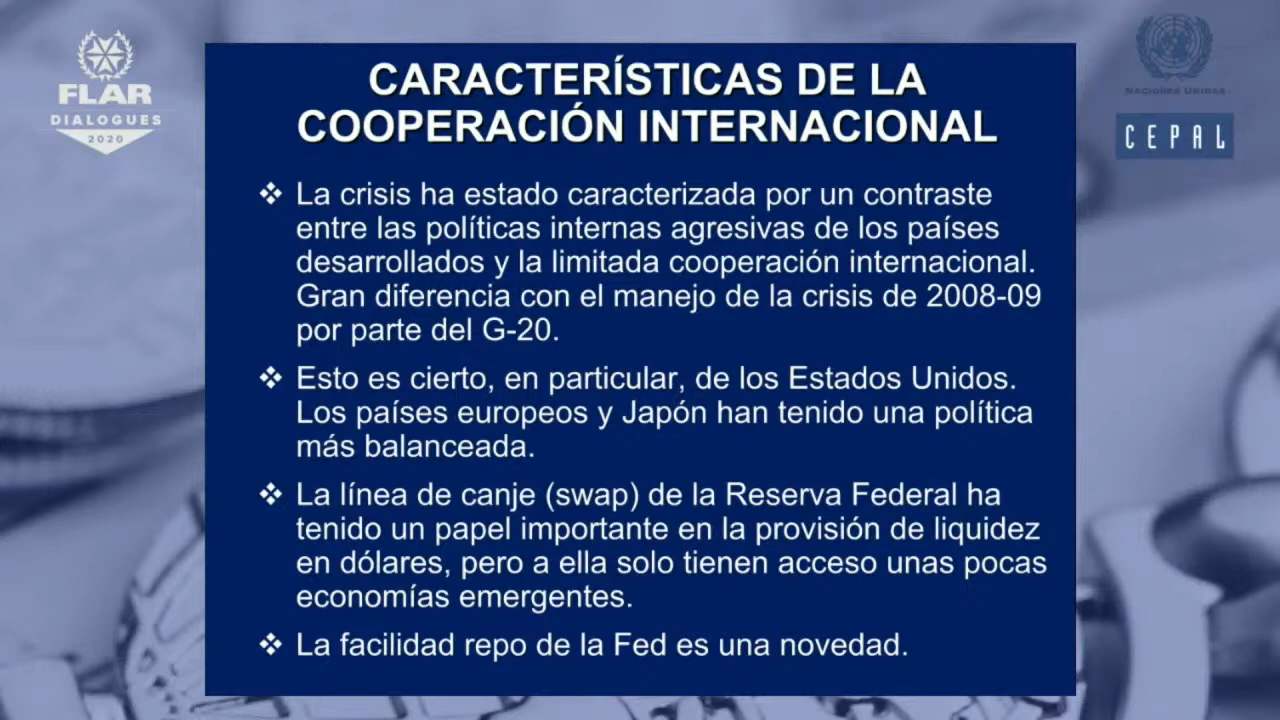 FLAR
DIALOGUES
2020
NACIONES UNIDAS
CEPAL
CARACTERÍSTICAS DE LA
COOPERACIÓN INTERNACIONAL
❖ La crisis ha estado caracterizada por un contraste
entre las políticas internas agresivas de los países
desarrollados y la limitada cooperación internacional.
Gran diferencia con el manejo de la crisis de 2008-09
por parte del G-20.
❖ Esto es cierto, en particular, de los Estados Unidos.
Los países europeos y Japón han tenido una política
más balanceada.
❖ La línea de canje (swap) de la Reserva Federal ha
tenido un papel importante en la provisión de liquidez
en dólares, pero a ella solo tienen acceso unas pocas
economías emergentes.
❖ La facilidad repo de la Fed es una novedad.